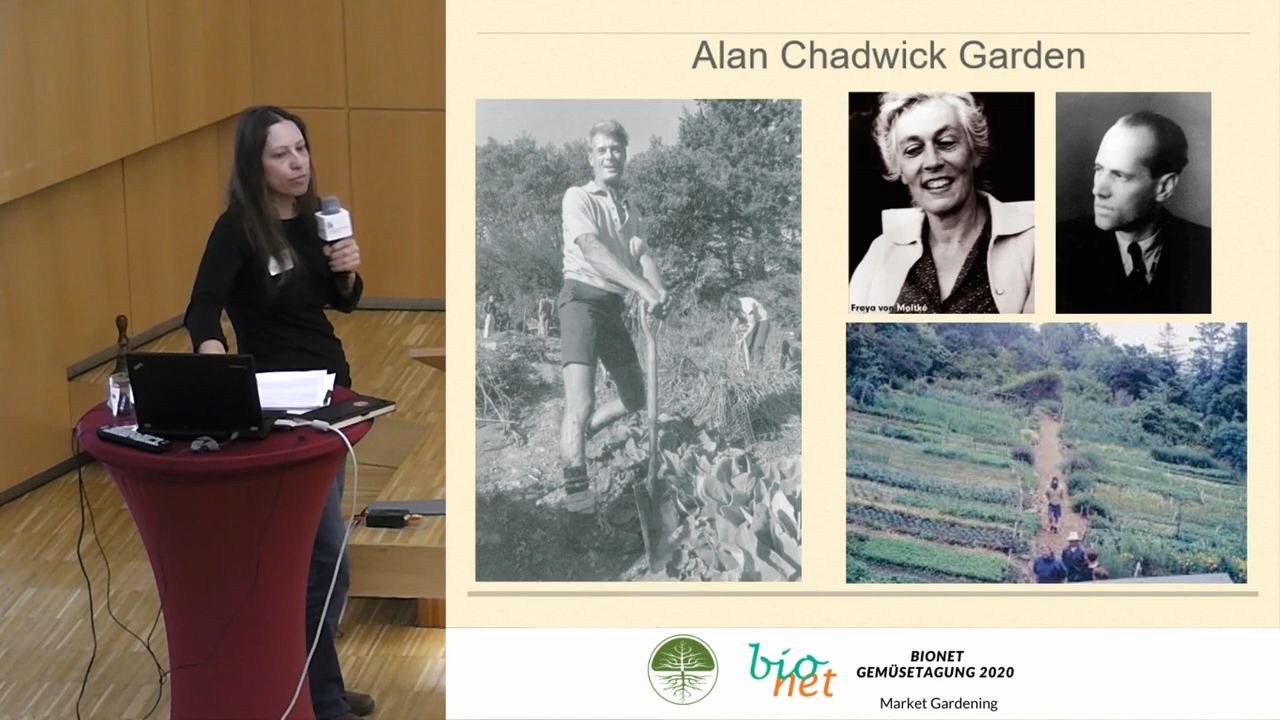 Alan Chadwick Garden
Freya von Moltke
bio
net
BIONET
GEMÜSETAGUNG 2020
Market Gardening